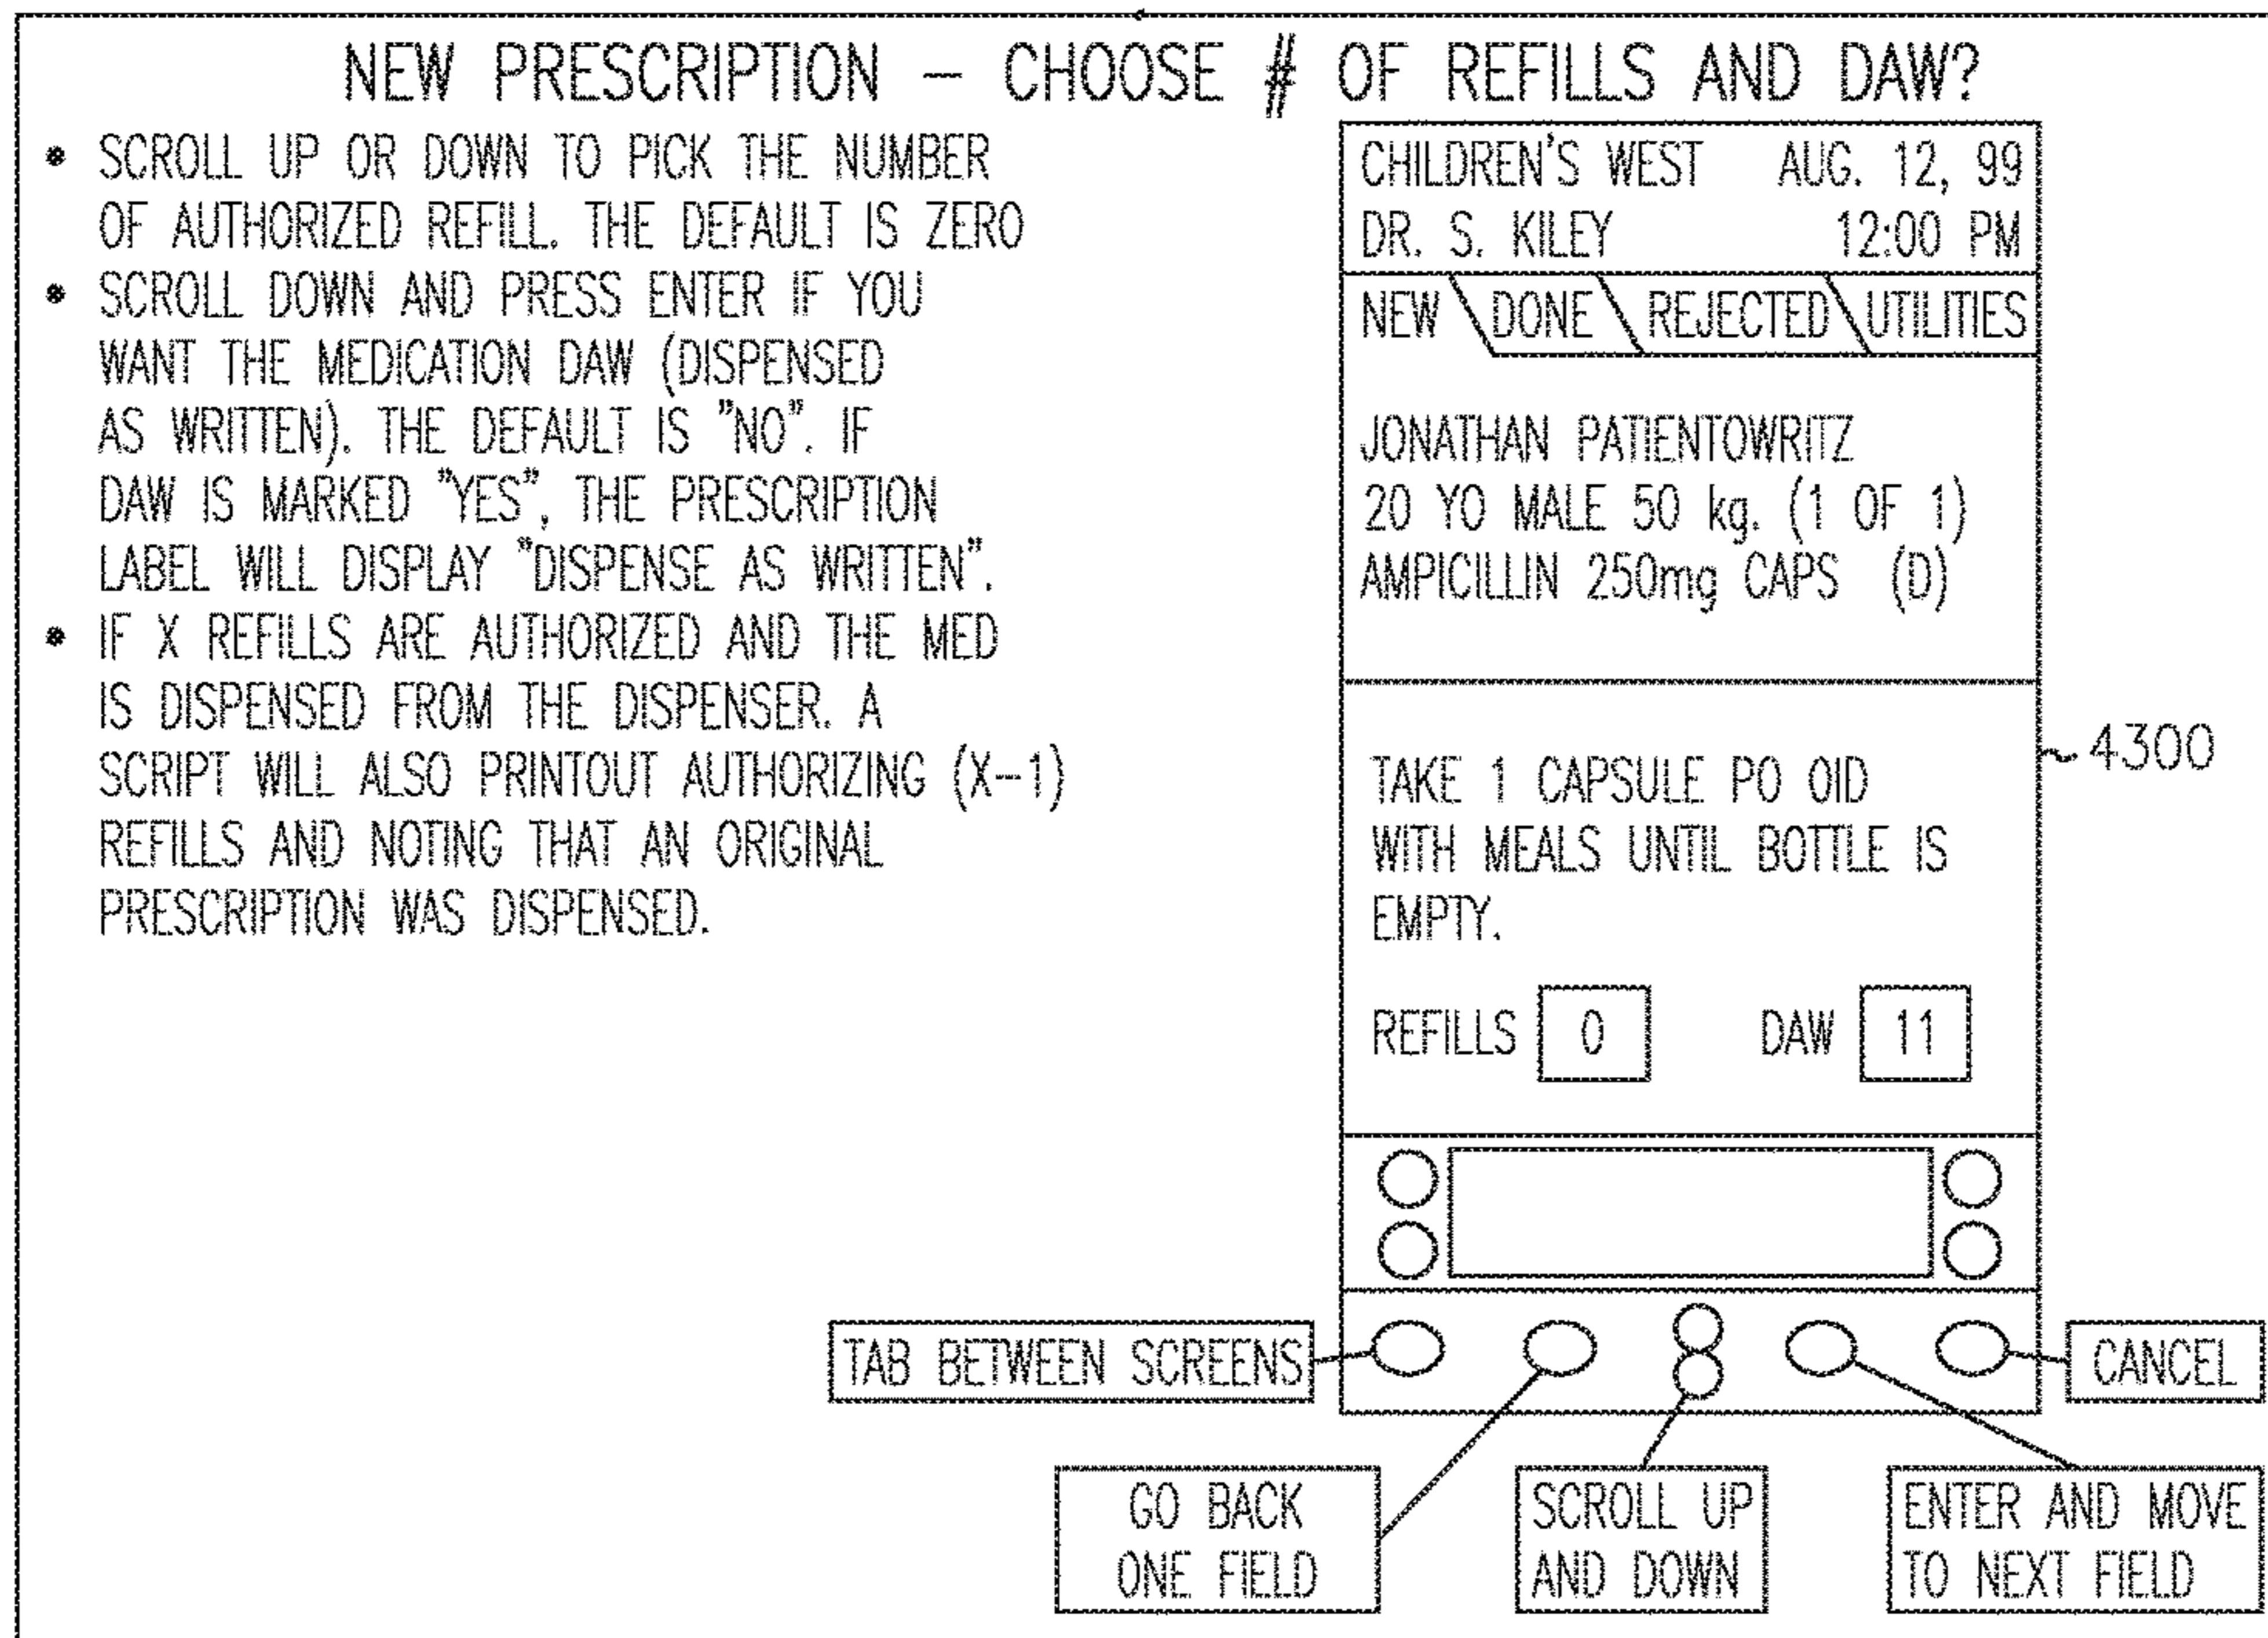 NEW PRESCRIPTION – CHOOSE # OF REFILLS AND DAW?
• SCROLL UP OR DOWN TO PICK THE NUMBER
OF AUTHORIZED REFILL. THE DEFAULT IS ZERO
• SCROLL DOWN AND PRESS ENTER IF YOU
WANT THE MEDICATION DAW (DISPENSED
AS WRITTEN). THE DEFAULT IS "NO". IF
DAW IS MARKED "YES", THE PRESCRIPTION
LABEL WILL DISPLAY "DISPENSE AS WRITTEN".
• IF X REFILLS ARE AUTHORIZED AND THE MED
IS DISPENSED FROM THE DISPENSER. A
SCRIPT WILL ALSO PRINTOUT AUTHORIZING (X-1)
REFILLS AND NOTING THAT AN ORIGINAL
PRESCRIPTION WAS DISPENSED.
CHILDREN'S WEST AUG. 12, 99
DR. S. KILEY 12:00 PM
NEW DONE REJECTED UTILITIES
JONATHAN PATIENTOWRITZ
20 YO MALE 50 kg. (1 OF 1)
AMPICILLIN 250mg CAPS (D)
TAKE 1 CAPSULE PO OID
WITH MEALS UNTIL BOTTLE IS
EMPTY.
REFILLS 0 DAW 11
4300
TAB BETWEEN SCREENS
CANCEL
GO BACK
ONE FIELD
SCROLL UP
AND DOWN
ENTER AND MOVE
TO NEXT FIELD